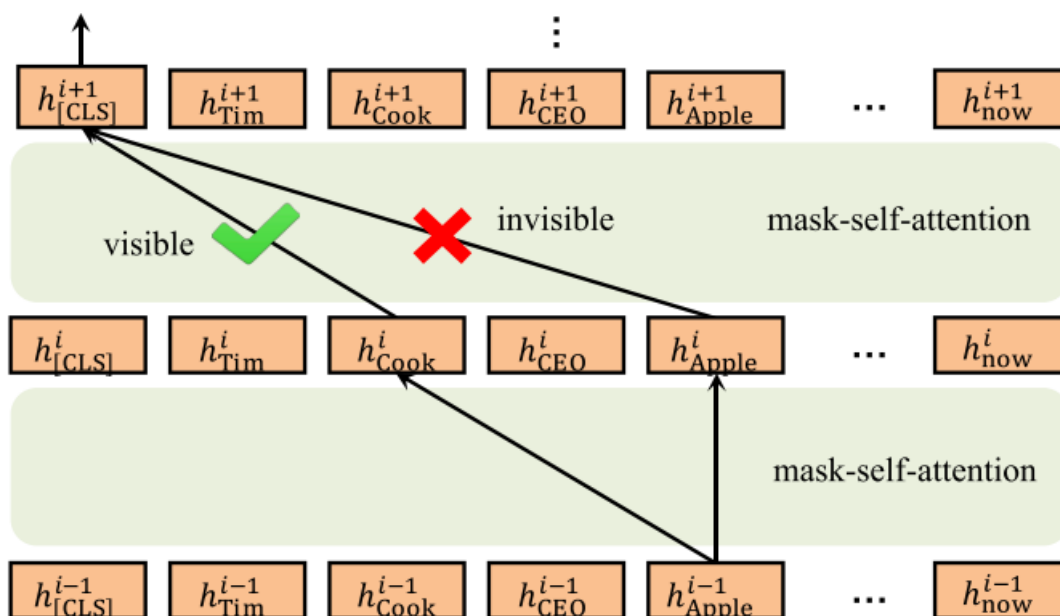 ⋮
h^{i+1}_{[CLS]} h^{i+1}_{Tim} h^{i+1}_{Cook} h^{i+1}_{CEO} h^{i+1}_{Apple} ... h^{i+1}_{now}
visible invisible mask-self-attention
h^{i}_{[CLS]} h^{i}_{Tim} h^{i}_{Cook} h^{i}_{CEO} h^{i}_{Apple} ... h^{i}_{now}
mask-self-attention
h^{i-1}_{[CLS]} h^{i-1}_{Tim} h^{i-1}_{Cook} h^{i-1}_{CEO} h^{i-1}_{Apple} ... h^{i-1}_{now}